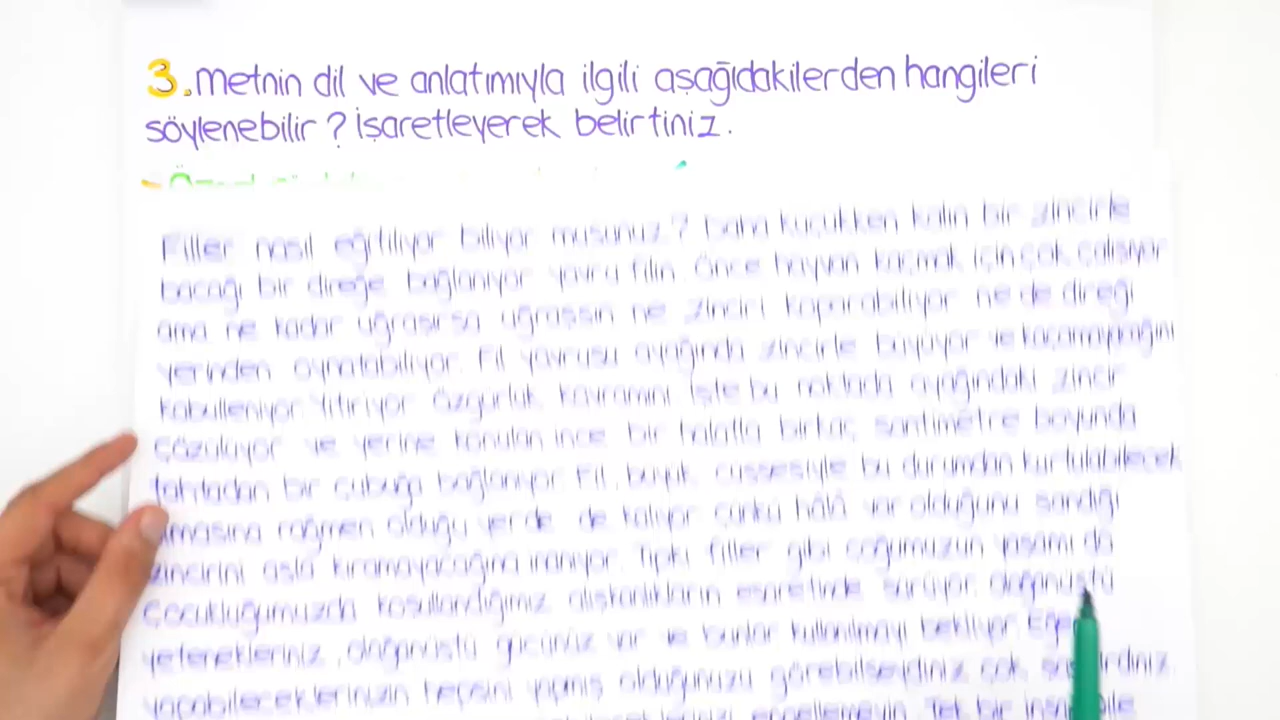 3. Metnin dil ve anlatımıyla ilgili aşağıdakilerden hangileri
söylenebilir? İşaretleyerek belirtiniz.
Filler nasıl eğitiliyor biliyor musunuz? Daha küçükken kalın bir zincirle
bacağı bir direğe bağlanıyor yavru filin. Önce hayvan kaçmak için çok çalışıyor
ama ne kadar uğraşırsa uğraşsın ne zinciri koparabiliyor ne de direği
yerinden oynatabiliyor. Fil yavrusu ayağında zincirle büyüyor ve kaçamayacağını
kabulleniyor. Yitiriyor özgürlük kavramını. İşte bu noktada ayağındaki zincir
çözülüyor ve yerine konulan ince bir halatla birkaç santimetre boyunda
tahtadan bir çubuğa bağlanıyor. Fil, büyük cüssesiyle bu durumdan kurtulabilecek
olmasına rağmen olduğu yerde de kalıyor çünkü hâlâ var olduğunu sandığı
zincirini asla kıramayacağına inanıyor. Tıpkı filler gibi çoğumuzun yaşamı da
çocukluğumuzda koşullandığımız alışkanlıkların esaretinde sürüyor. Olağanüstü
yetenekleriniz, olağanüstü gücünüz var ve bunlar kullanılmayı bekliyor. Eğer
yapabileceklerinizin hepsini yapmış olduğunuzu görebilseydiniz çok şaşırdınız.
engellemeyin. Tek bir insan bile